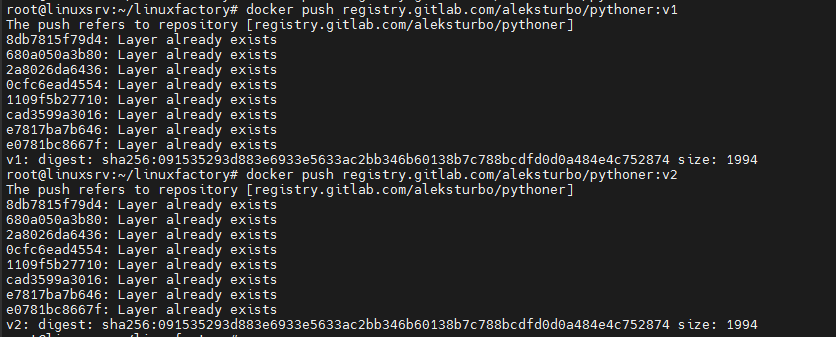 root@linuxsrv:~/linuxfactory# docker push registry.gitlab.com/aleksturbo/pythoner:v1
The push refers to repository [registry.gitlab.com/aleksturbo/pythoner]
8db7815f79d4: Layer already exists
680a050a3b80: Layer already exists
2a8026da6436: Layer already exists
0cfc6ead4554: Layer already exists
1109f5b27710: Layer already exists
cad3599a3016: Layer already exists
e7817ba7b646: Layer already exists
e0781bc8667f: Layer already exists
v1: digest: sha256:091535293d883e6933e5633ac2bb346b60138b7c788bcdfd0d0a484e4c752874 size: 1994
root@linuxsrv:~/linuxfactory# docker push registry.gitlab.com/aleksturbo/pythoner:v2
The push refers to repository [registry.gitlab.com/aleksturbo/pythoner]
8db7815f79d4: Layer already exists
680a050a3b80: Layer already exists
2a8026da6436: Layer already exists
0cfc6ead4554: Layer already exists
1109f5b27710: Layer already exists
cad3599a3016: Layer already exists
e7817ba7b646: Layer already exists
e0781bc8667f: Layer already exists
v2: digest: sha256:091535293d883e6933e5633ac2bb346b60138b7c788bcdfd0d0a484e4c752874 size: 1994